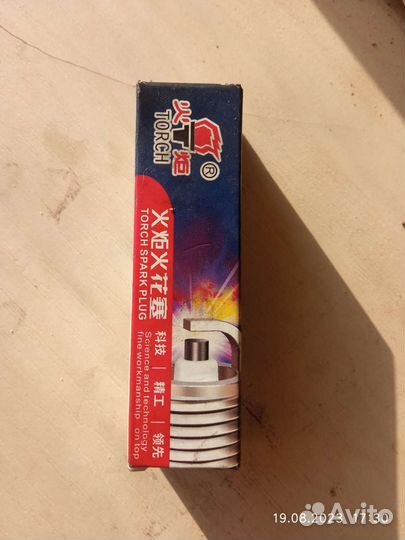 火炬
TORCH
®
火炬火花塞
TORCH SPARK PLUG
科技 | 精工 | 领先
Science and technology
fine workmanship on top
19.08.2023 17:30
Avito